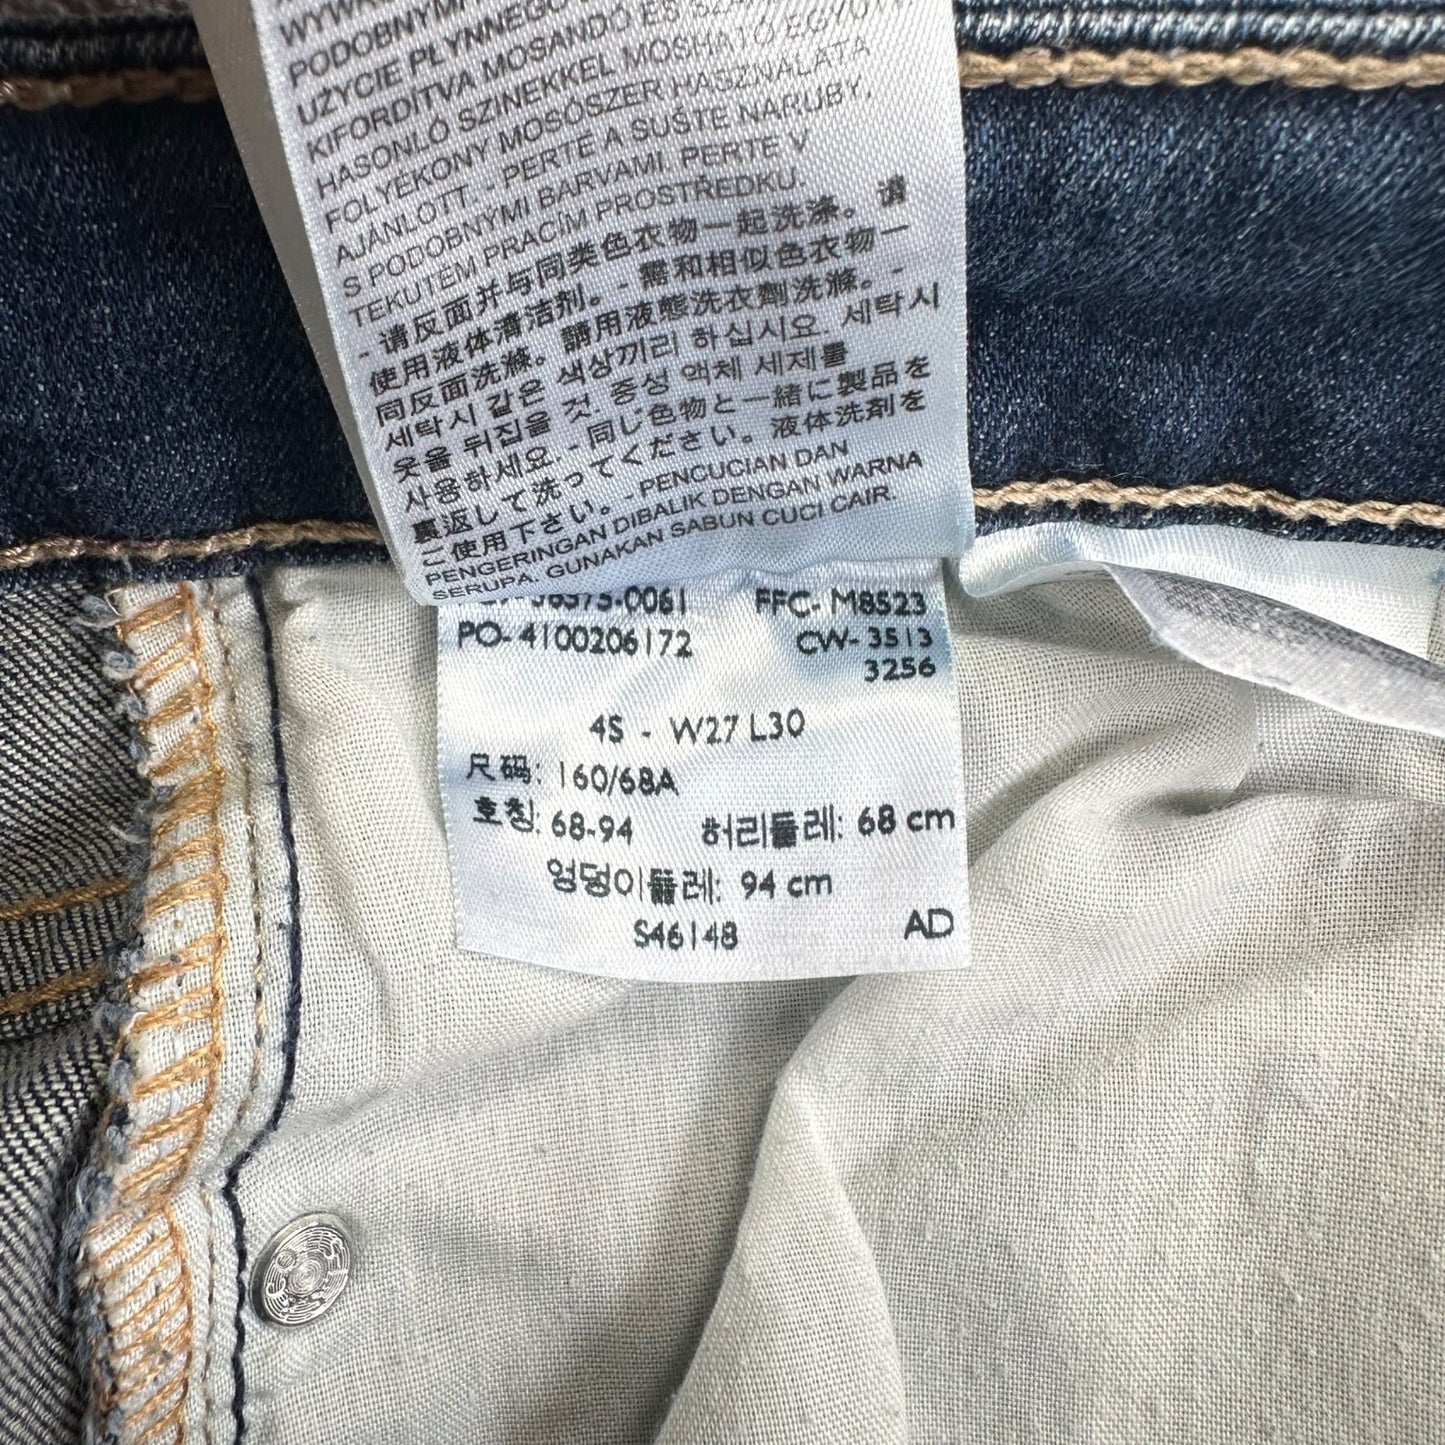 PODOBNYMI
UŻYCIE PŁYNNEGO
KIFORDÍTVA MOSANDÓ ÉS
HASONLÓ SZINEKKEL MOSHATÓ EGYÜTT
FOLYÉKONY MOSÓSZER HASZNÁLATA
AJÁNLOTT. - PERTE A SUŠTE NARUBY.
S PODOBNÝMI BARVAMI. PERTE V
TEKUTÉM PRACÍM PROSTŘEDKU.
- 请反面并与同类色衣物一起洗涤。请
使用液体清洁剂。- 需和相似色衣物一
同反面洗滌。請用液態洗衣劑洗滌。-
세탁시 같은 색상끼리 하십시요. 세탁시
옷을 뒤집을 것. 중성 액체 세제를
사용하세요. - 同じ色物と一緒に製品を
裏返して洗ってください。液体洗剤を
ご使用下さい。- PENCUCIAN DAN
PENGERINGAN DIBALIK DENGAN WARNA
SERUPA. GUNAKAN SABUN CUCI CAIR.
56575-0061 FFC- M8523
PO- 4100206172 CW- 3513
3256
4S - W27 L30
尺码: 160/68A
호칭: 68-94 허리둘레: 68 cm
엉덩이둘레: 94 cm
S46148 AD